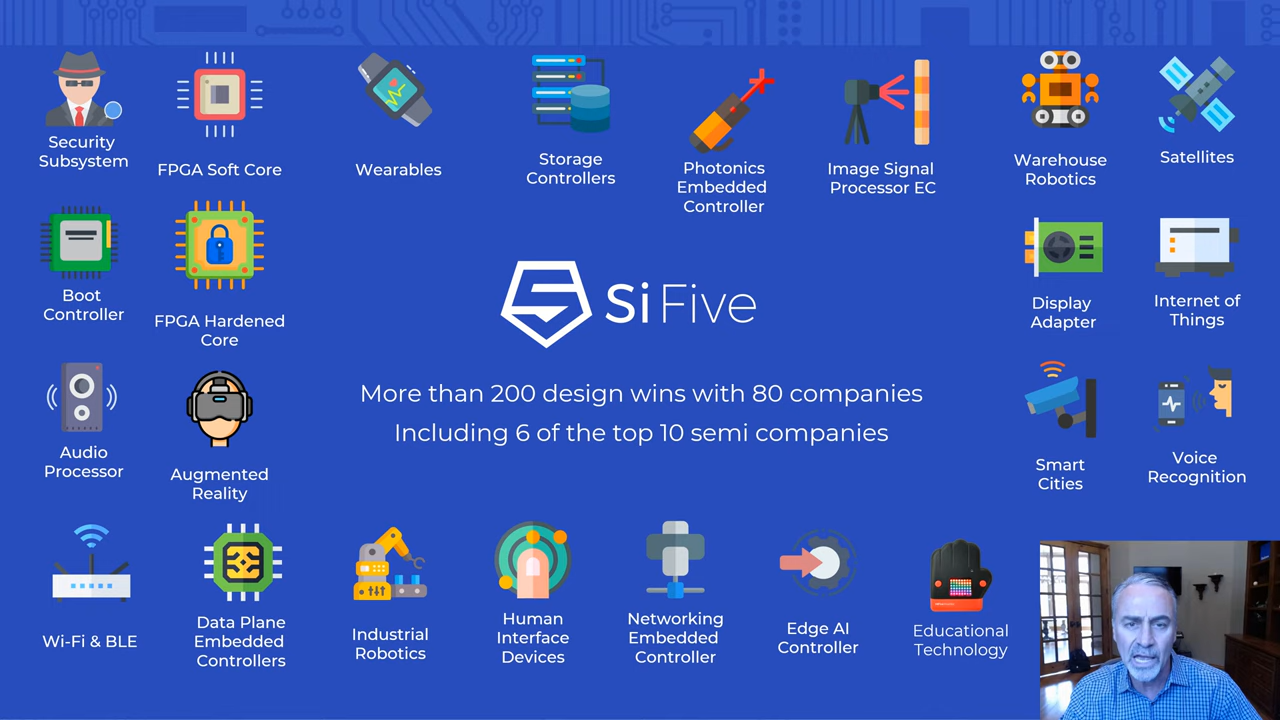 Security
Subsystem
FPGA Soft Core
Wearables
Storage
Controllers
Photonics
Embedded
Controller
Image Signal
Processor EC
Warehouse
Robotics
Satellites
Boot
Controller
FPGA Hardened
Core
SiFive
Display
Adapter
Internet of
Things
More than 200 design wins with 80 companies
Including 6 of the top 10 semi companies
Audio
Processor
Augmented
Reality
Smart
Cities
Voice
Recognition
Wi-Fi & BLE
Data Plane
Embedded
Controllers
Industrial
Robotics
Human
Interface
Devices
Networking
Embedded
Controller
Edge AI
Controller
Educational
Technology